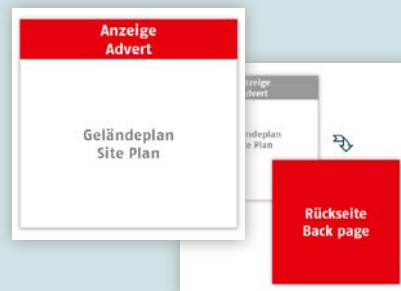 Anzeige
Advert
Geländeplan
Site Plan
Rückseite
Back page